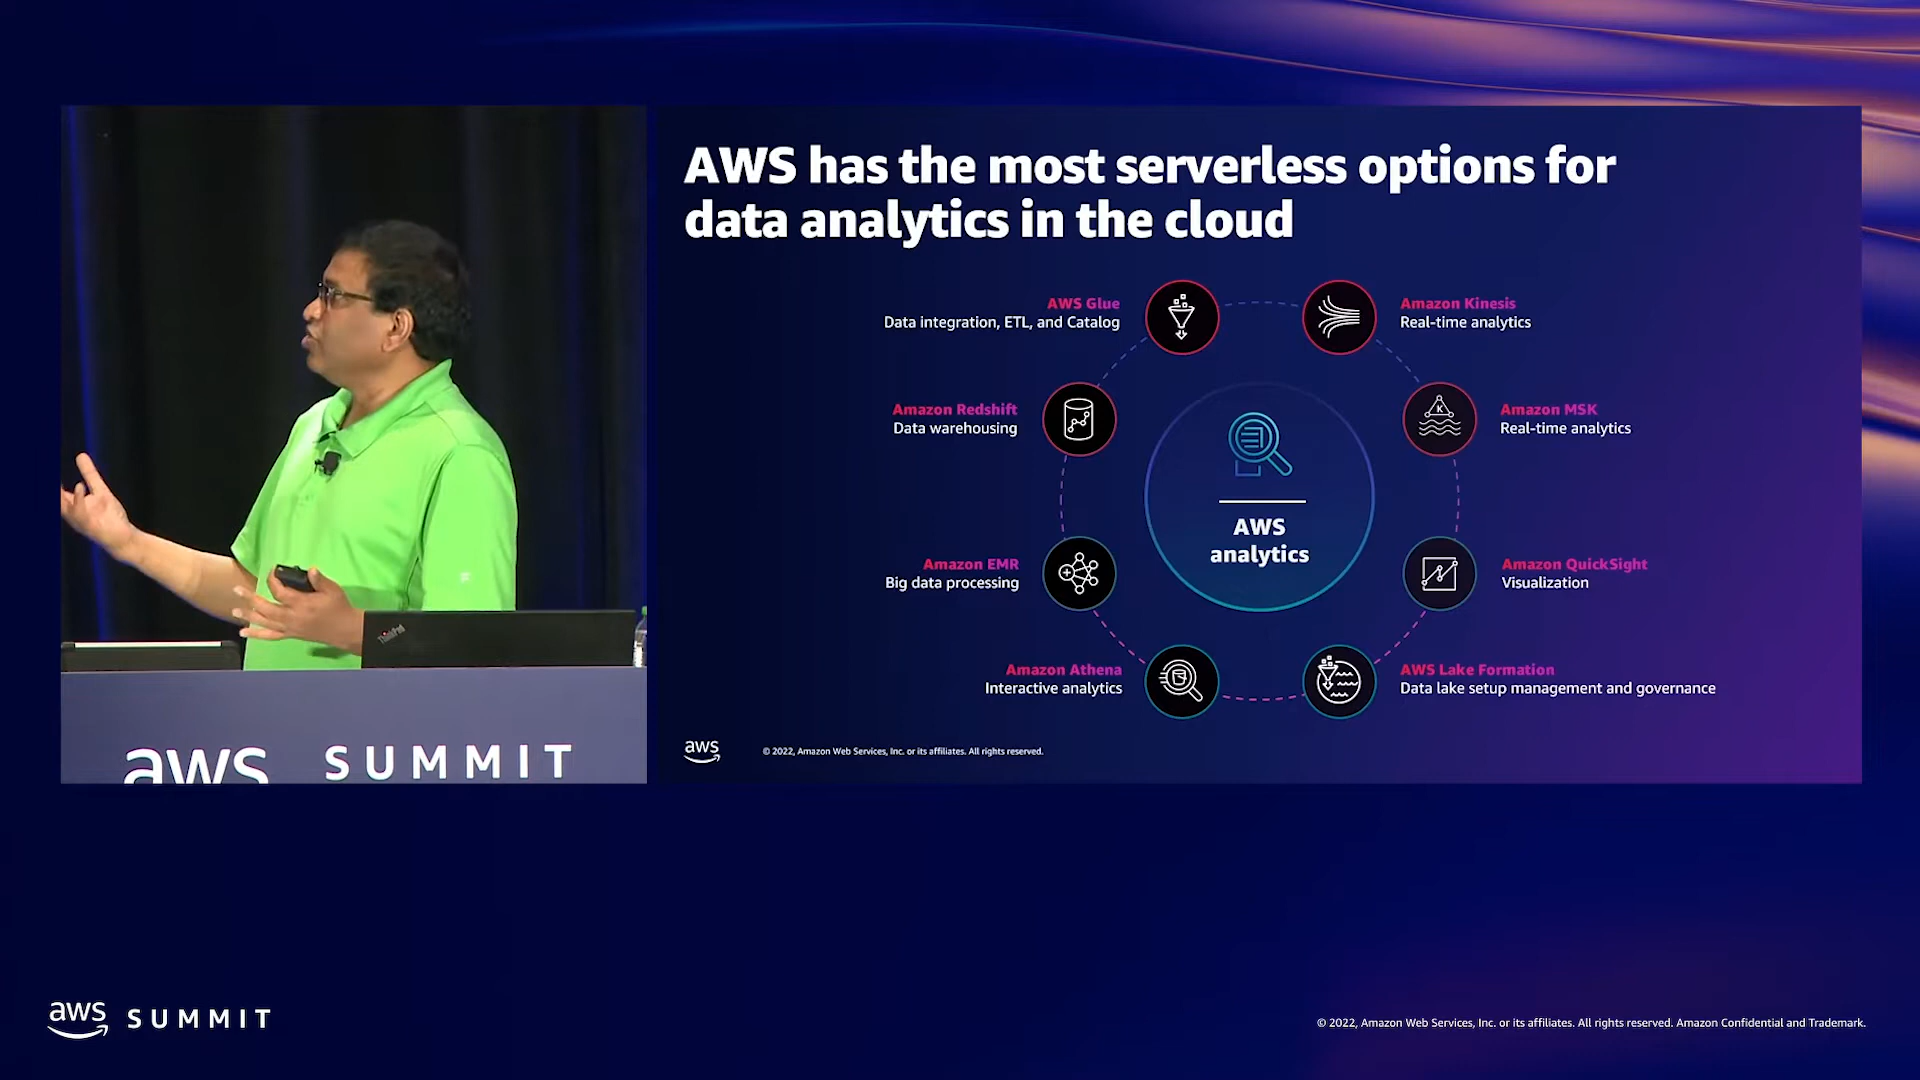 AWS has the most serverless options for
data analytics in the cloud
AWS Glue
Data integration, ETL, and Catalog
Amazon Kinesis
Real-time analytics
Amazon Redshift
Data warehousing
Amazon MSK
Real-time analytics
K
AWS
analytics
Amazon EMR
Big data processing
Amazon QuickSight
Visualization
Amazon Athena
Interactive analytics
AWS Lake Formation
Data lake setup management and governance
aws
© 2022, Amazon Web Services, Inc. or its affiliates. All rights reserved.
ThinkPad
aws SUMMIT
aws SUMMIT
© 2022, Amazon Web Services, Inc. or its affiliates. All rights reserved. Amazon Confidential and Trademark.